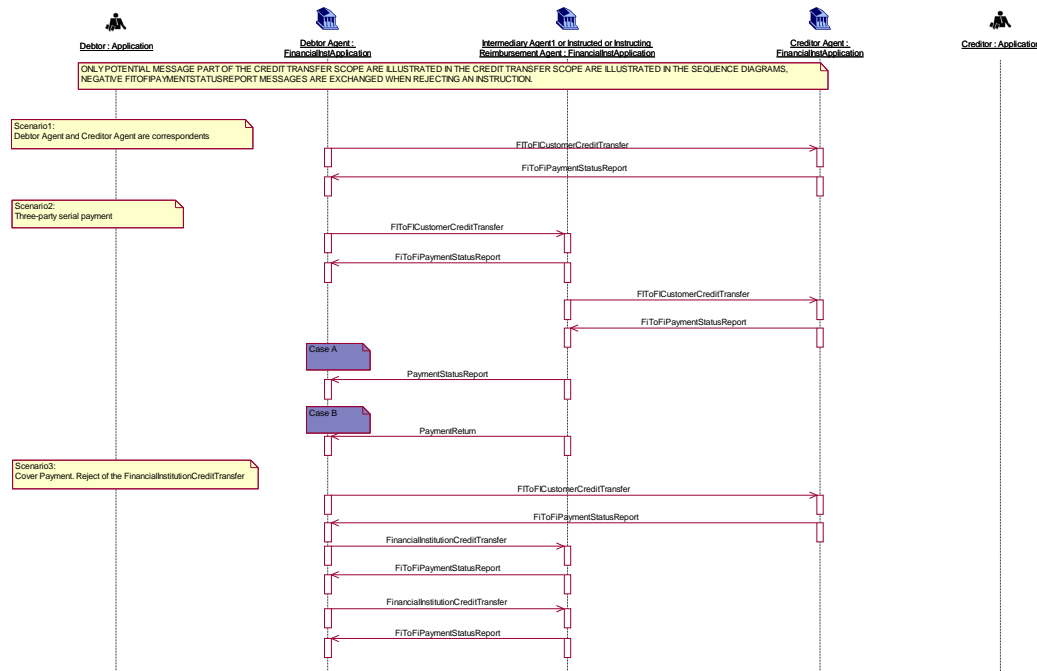 Debtor : Application
Debtor Agent :
FinancialInstApplication
Intermediary Agent1 or Instructed or Instructing
Reimbursement Agent : FinancialInstApplication
Creditor Agent :
FinancialInstApplication
Creditor : Application
ONLY POTENTIAL MESSAGE PART OF THE CREDIT TRANSFER SCOPE ARE ILLUSTRATED IN THE CREDIT TRANSFER SCOPE ARE ILLUSTRATED IN THE SEQUENCE DIAGRAMS,
NEGATIVE FITOFIPAYMENTSTATUSREPORT MESSAGES ARE EXCHANGED WHEN REJECTING AN INSTRUCTION.
Scenario1:
Debtor Agent and Creditor Agent are correspondents
FIToFICustomerCreditTransfer
FiToFiPaymentStatusReport
Scenario2:
Three-party serial payment
FIToFICustomerCreditTransfer
FiToFiPaymentStatusReport
FIToFICustomerCreditTransfer
FiToFiPaymentStatusReport
Case A
PaymentStatusReport
Case B
PaymentReturn
Scenario3:
Cover Payment. Reject of the FinancialInstitutionCreditTransfer
FIToFICustomerCreditTransfer
FiToFiPaymentStatusReport
FinancialInstitutionCreditTransfer
FiToFiPaymentStatusReport
FinancialInstitutionCreditTransfer
FiToFiPaymentStatusReport